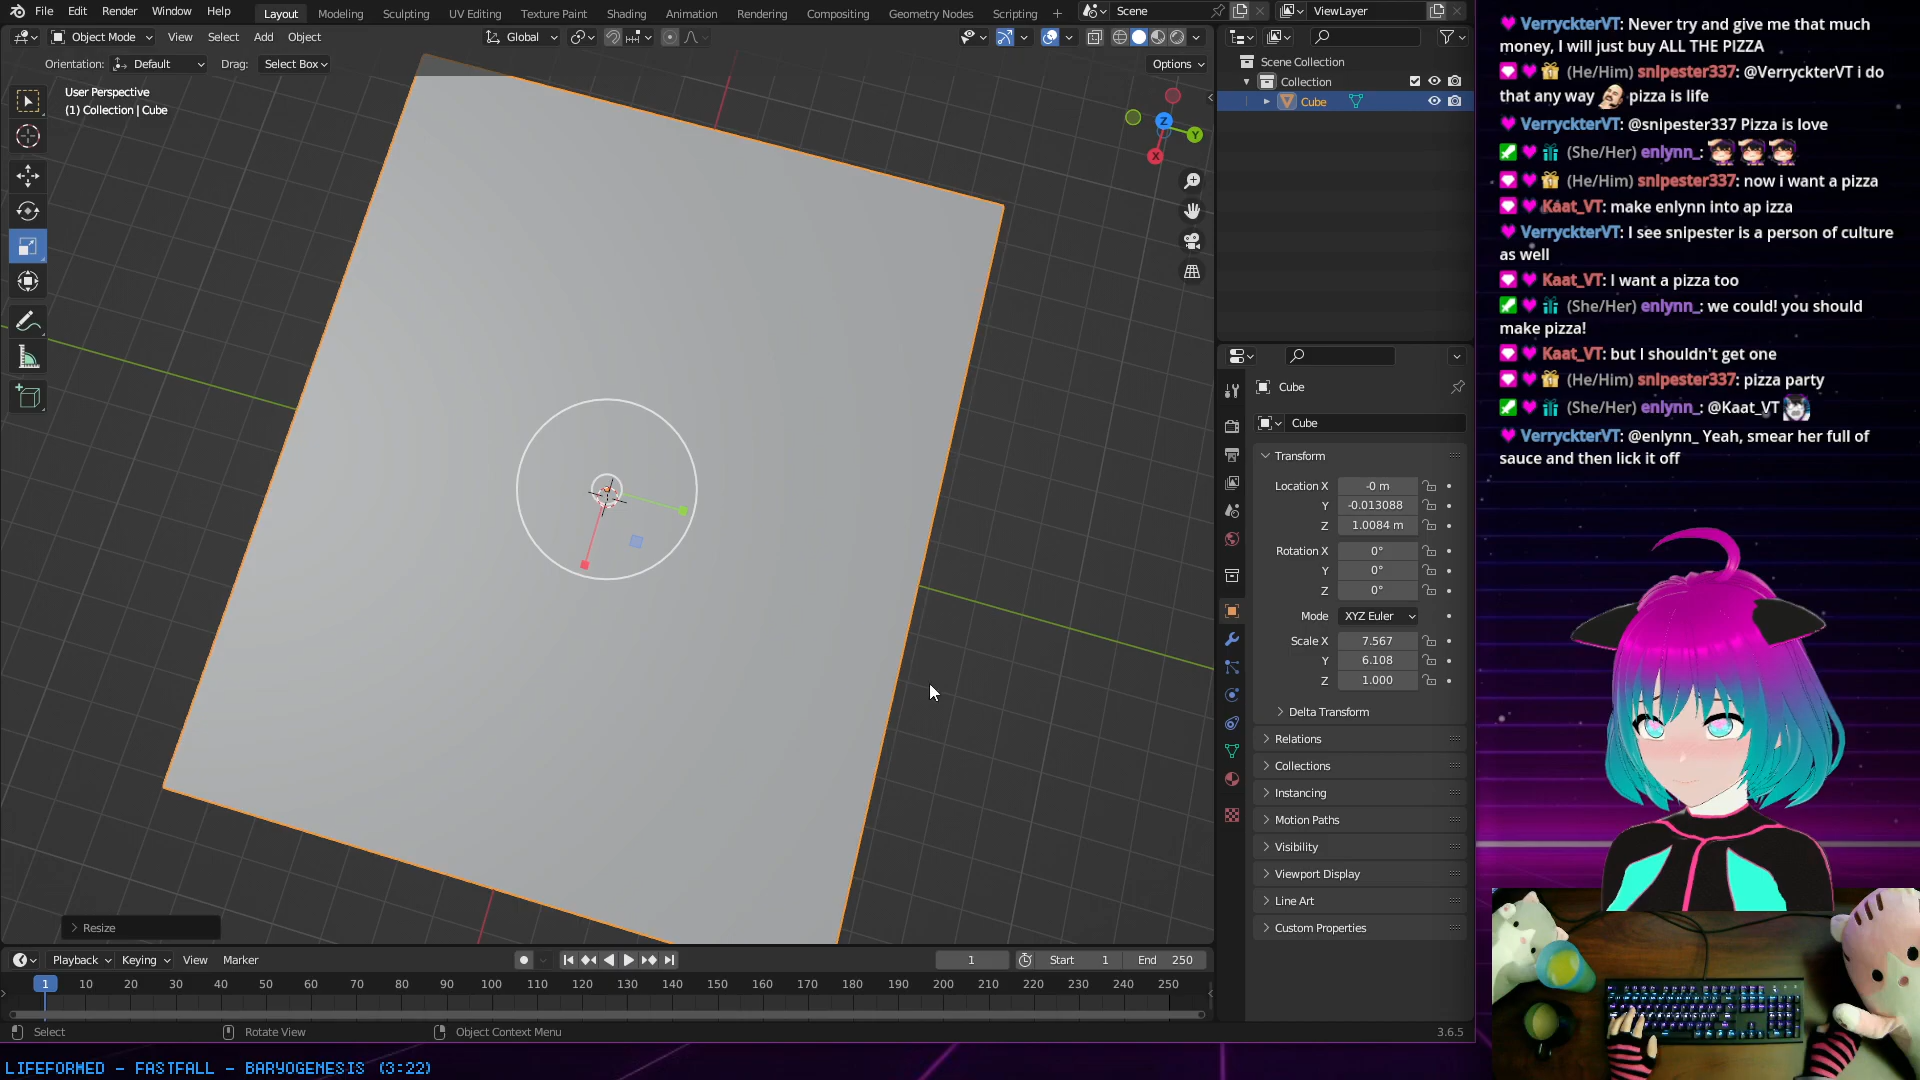 File Edit Render Window Help Layout Modeling Sculpting UV Editing Texture Paint Shading Animation Rendering Compositing Geometry Nodes Scripting + Scene ViewLayer
Object Mode View Select Add Object Global
Orientation: Default Drag: Select Box Options
User Perspective
(1) Collection | Cube
Z
Y
X
Resize
Scene Collection
Collection
Cube
Cube
Cube
Transform
Location X -0 m
Y -0.013088
Z 1.0084 m
Rotation X 0°
Y 0°
Z 0°
Mode XYZ Euler
Scale X 7.567
Y 6.108
Z 1.000
Delta Transform
Relations
Collections
Instancing
Motion Paths
Visibility
Viewport Display
Line Art
Custom Properties
Playback Keying View Marker 1 Start 1 End 250
1 10 20 30 40 50 60 70 80 90 100 110 120 130 140 150 160 170 180 190 200 210 220 230 240 250
Select Rotate View Object Context Menu 3.6.5
LIFEFORMED - FASTFALL - BARYOGENESIS (3:22)
VerryckterVT: Never try and give me that much
money, I will just buy ALL THE PIZZA
(He/Him) snipester337: @VerryckterVT i do
that any way pizza is life
VerryckterVT: @snipester337 Pizza is love
(She/Her) enlynn_:
(He/Him) snipester337: now i want a pizza
Kaat_VT: make enlynn into ap izza
VerryckterVT: I see snipester is a person of culture
as well
Kaat_VT: I want a pizza too
(She/Her) enlynn_: we could! you should
make pizza!
Kaat_VT: but I shouldn't get one
(He/Him) snipester337: pizza party
(She/Her) enlynn_: @Kaat_VT
VerryckterVT: @enlynn_ Yeah, smear her full of
sauce and then lick it off